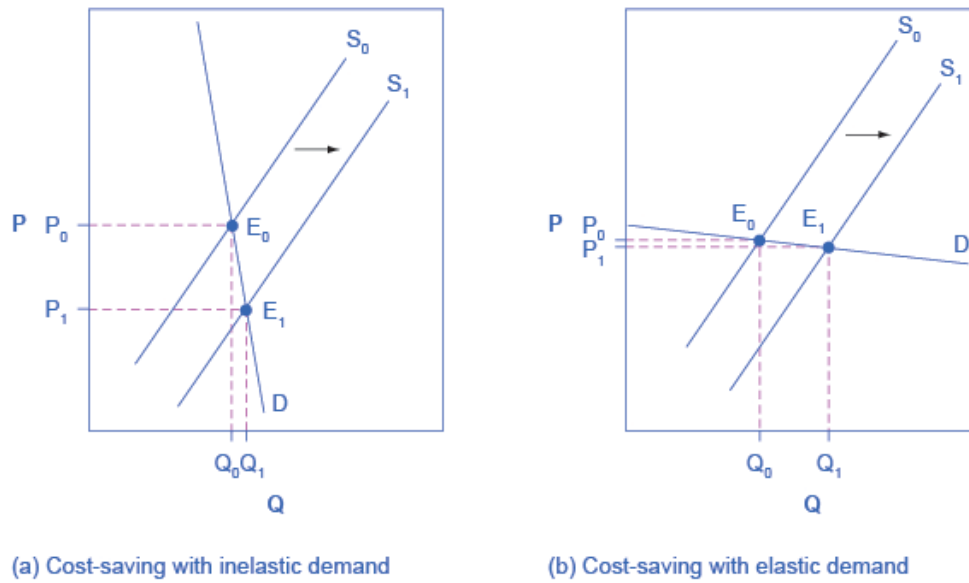 S₀
S₁
P P₀
E₀
P₁
E₁
D
Q₀Q₁
Q
(a) Cost-saving with inelastic demand
S₀
S₁
P P₀
P₁
E₀
E₁
D
Q₀ Q₁
Q
(b) Cost-saving with elastic demand